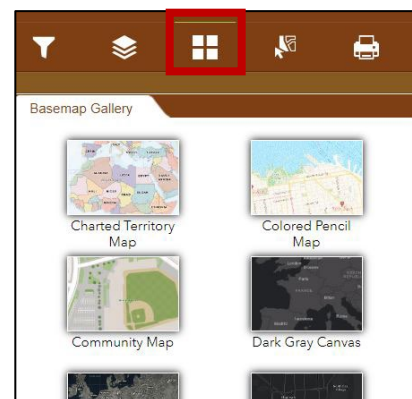 Basemap Gallery
Charted Territory
Map
Colored Pencil
Map
Community Map
Dark Gray Canvas